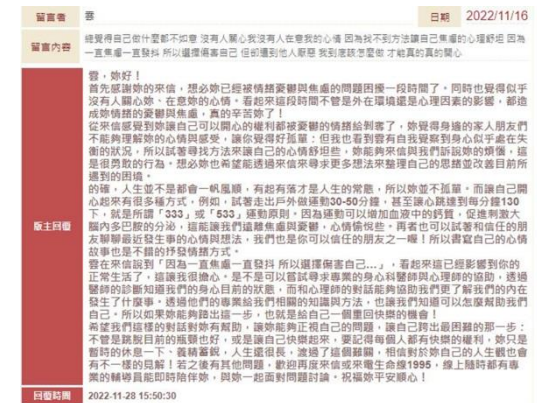 留言者 雲 日期 2022/11/16
留言內容
總覺得自己做什麼都不如意 沒有人關心我沒有人在意我的心情 因為找不到方法讓自己焦慮的心理舒坦 因為
一直焦慮一直發抖 所以選擇傷害自己 但卻遭到他人厭惡 我到底該怎麼做 才能真的真的開心
版主回覆
雲，妳好！
首先感謝妳的來信，想必妳已經被情緒憂鬱與焦慮的問題困擾一段時間了。同時也覺得似乎
沒有人關心妳、在意妳的心情。看起來這段時間不管是外在環境還是心理因素的影響，都造
成妳情緒的憂鬱與焦慮，真的辛苦妳了！
從來信感覺到妳讓自己可以開心的權利都被憂鬱的情緒給剝奪了，妳覺得身邊的家人朋友們
不能夠理解妳的心情與感受，讓你覺得好孤單：但我也看到雲有自我覺察到身心似乎處在失
衡的狀況，所以試著尋找方法來讓自己的心情舒坦些，妳能夠來信與我們訴說妳的煩惱，這
是很勇敢的行為。想必妳也希望能透過來信來尋求更多想法來整理自己的思緒並改善目前所
遇到的困境。
的確，人生並不是都會一帆風順，有起有落才是人生的常態，所以妳並不孤單。而讓自己開
心起來有很多種方式，例如，試著走出戶外做運動30-50分鐘，甚至讓心跳達到每分鐘130
下，就是所謂「333」或「533」運動原則。因為運動可以增加血液中的鈣質，促進刺激大
腦內多巴胺的分泌，這能讓我們遠離焦慮與憂鬱，心情愉悅些。再者也可以試著和信任的朋
友聊聊最近發生事的心情與想法，我們也是你可以信任的朋友之一喔！所以書寫自己的心情
故事也是不錯的抒發情緒方式。
雲在來信說到「因為一直焦慮一直發抖 所以選擇傷害自己...」，看起來這已經影響到你的
正常生活了，這讓我很擔心。是不是可以嘗試尋求專業的身心科醫師與心理師的協助，透過
醫師的診斷知道我們的身心目前的狀態，而和心理師的對話能夠協助我們更了解我們的內在
發生了什麼事。透過他們的專業給我們相關的知識與方法，也讓我們知道可以怎麼幫助我們
自己。所以如果妳能夠踏出這一步，也就是給自己一個重回快樂的機會！
希望我們這樣的對話對妳有幫助，讓妳能夠正視自己的問題，讓自己跨出最困難的那一步：
不管是跳脫目前的瓶頸也好，或是讓自己快樂起來，要記得每個人都有快樂的權利，妳只是
暫時的休息一下、養精蓄銳，人生還很長，渡過了這個難關，相信對於妳自己的人生觀也會
有不一樣的見解！若之後有其他問題，歡迎再度來信或來電生命線1995，線上隨時都有專
業的輔導員能即時陪伴妳，與妳一起面對問題討論。祝福妳平安順心！
回覆時間 2022-11-28 15:50:30